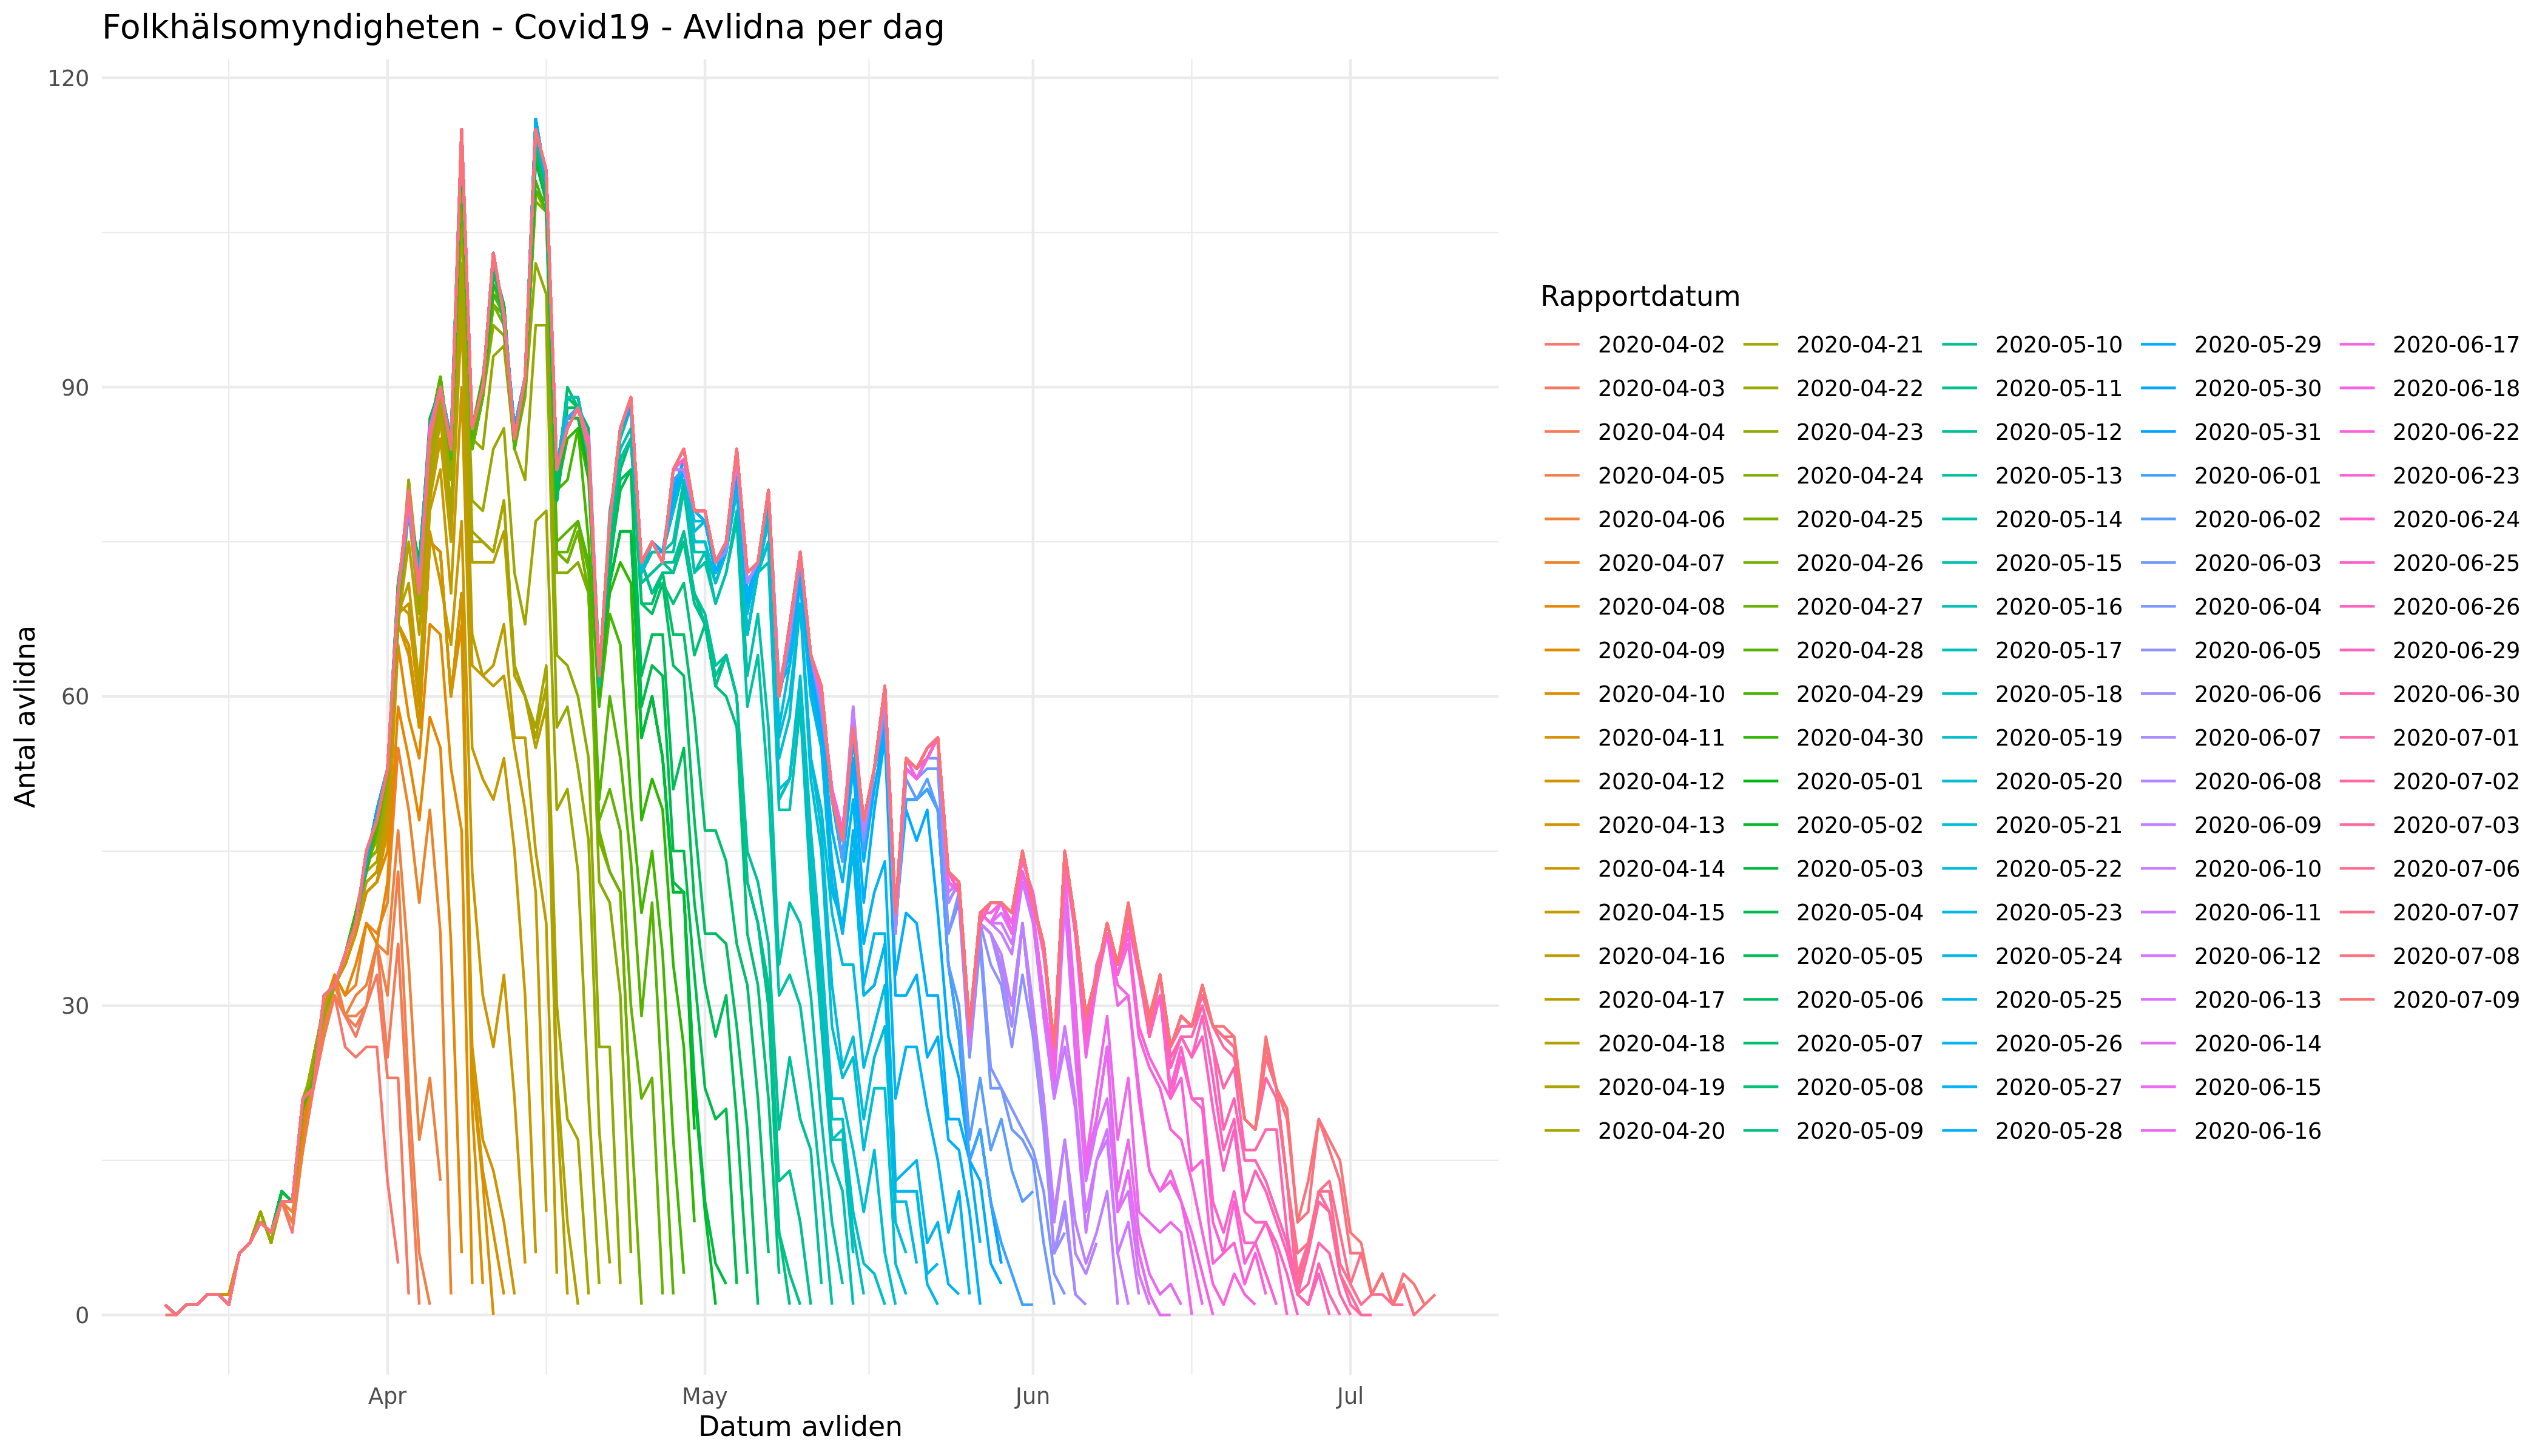 Folkhälsomyndigheten - Covid19 - Avlidna per dag
120
90
60
30
0
Antal avlidna
Apr May Jun Jul
Datum avliden
Rapportdatum
2020-04-02 2020-04-21 2020-05-10 2020-05-29 2020-06-17
2020-04-03 2020-04-22 2020-05-11 2020-05-30 2020-06-18
2020-04-04 2020-04-23 2020-05-12 2020-05-31 2020-06-22
2020-04-05 2020-04-24 2020-05-13 2020-06-01 2020-06-23
2020-04-06 2020-04-25 2020-05-14 2020-06-02 2020-06-24
2020-04-07 2020-04-26 2020-05-15 2020-06-03 2020-06-25
2020-04-08 2020-04-27 2020-05-16 2020-06-04 2020-06-26
2020-04-09 2020-04-28 2020-05-17 2020-06-05 2020-06-29
2020-04-10 2020-04-29 2020-05-18 2020-06-06 2020-06-30
2020-04-11 2020-04-30 2020-05-19 2020-06-07 2020-07-01
2020-04-12 2020-05-01 2020-05-20 2020-06-08 2020-07-02
2020-04-13 2020-05-02 2020-05-21 2020-06-09 2020-07-03
2020-04-14 2020-05-03 2020-05-22 2020-06-10 2020-07-06
2020-04-15 2020-05-04 2020-05-23 2020-06-11 2020-07-07
2020-04-16 2020-05-05 2020-05-24 2020-06-12 2020-07-08
2020-04-17 2020-05-06 2020-05-25 2020-06-13 2020-07-09
2020-04-18 2020-05-07 2020-05-26 2020-06-14
2020-04-19 2020-05-08 2020-05-27 2020-06-15
2020-04-20 2020-05-09 2020-05-28 2020-06-16